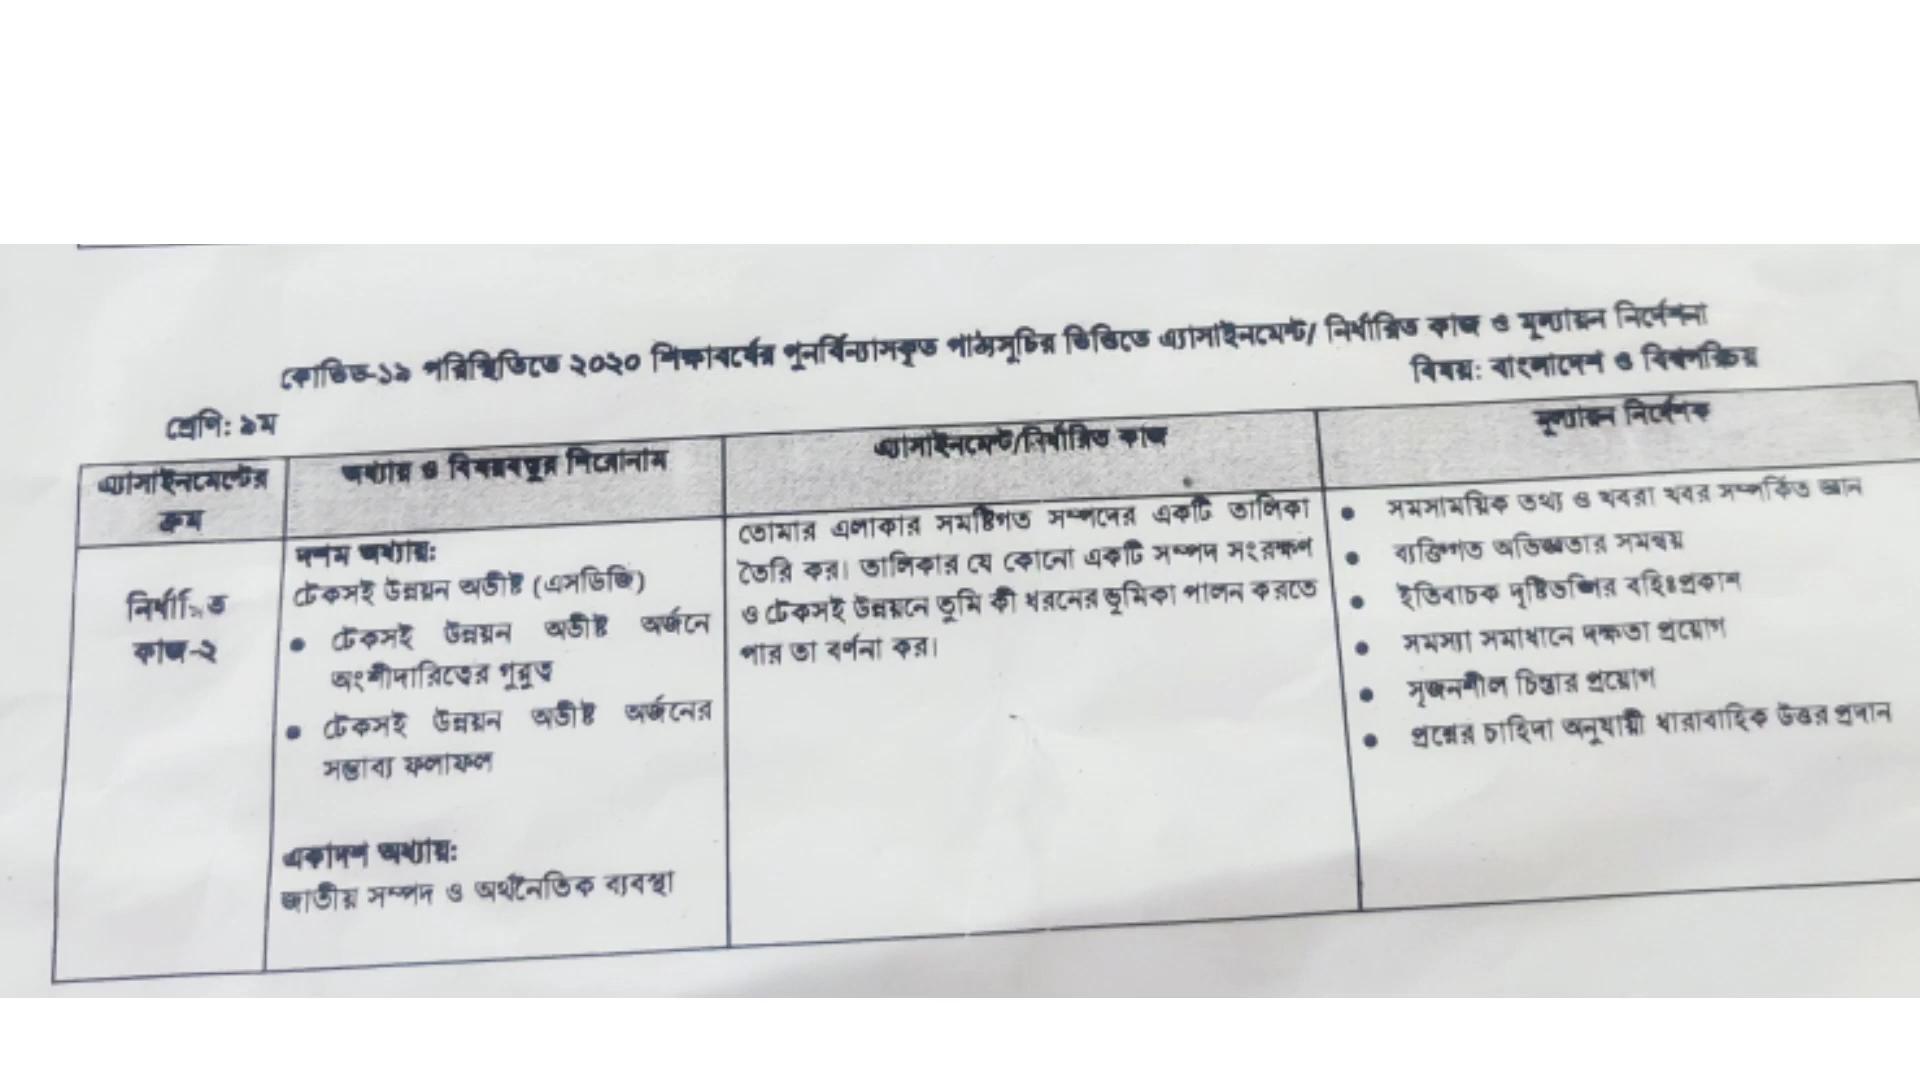 কোভিড-১৯ পরিস্থিতিতে ২০২০ শিক্ষাবর্ষের পুনর্বিন্যাসকৃত পাঠ্যসূচির ভিত্তিতে এ্যাসাইনমেন্ট/ নির্ধারিত কাজ ও মূল্যায়ন নির্দেশনা
শ্রেণি: ৯ম
বিষয়: বাংলাদেশ ও বিশ্বপরিচয়
এ্যাসাইনমেন্টের
ক্রম
অধ্যায় ও বিষয়বস্তুর শিরোনাম
এ্যাসাইনমেন্ট/নির্ধারিত কাজ
মূল্যায়ন নির্দেশক
কাজ-২
দশম অধ্যায়:
টেকসই উন্নয়ন অভীষ্ট (এসডিজি)
• টেকসই উন্নয়ন অভীষ্ট অর্জনে
অংশীদারিত্বের গুরুত্ব
• টেকসই উন্নয়ন অভীষ্ট অর্জনের
সম্ভাব্য ফলাফল
একাদশ অধ্যায়:
জাতীয় সম্পদ ও অর্থনৈতিক ব্যবস্থা
তোমার এলাকার সমষ্টিগত সম্পদের একটি তালিকা
তৈরি কর। তালিকার যে কোনো একটি সম্পদ সংরক্ষণ
ও টেকসই উন্নয়নে তুমি কী ধরনের ভূমিকা পালন করতে
পার তা বর্ণনা কর।
• সমসাময়িক তথ্য ও খবরা খবর সম্পর্কিত জ্ঞান
• ব্যক্তিগত অভিজ্ঞতার সমন্বয়
• ইতিবাচক দৃষ্টিভঙ্গির বহিঃপ্রকাশ
• সমস্যা সমাধানে দক্ষতা প্রয়োগ
• সৃজনশীল চিন্তার প্রয়োগ
• প্রশ্নের চাহিদা অনুযায়ী ধারাবাহিক উত্তর প্রদান